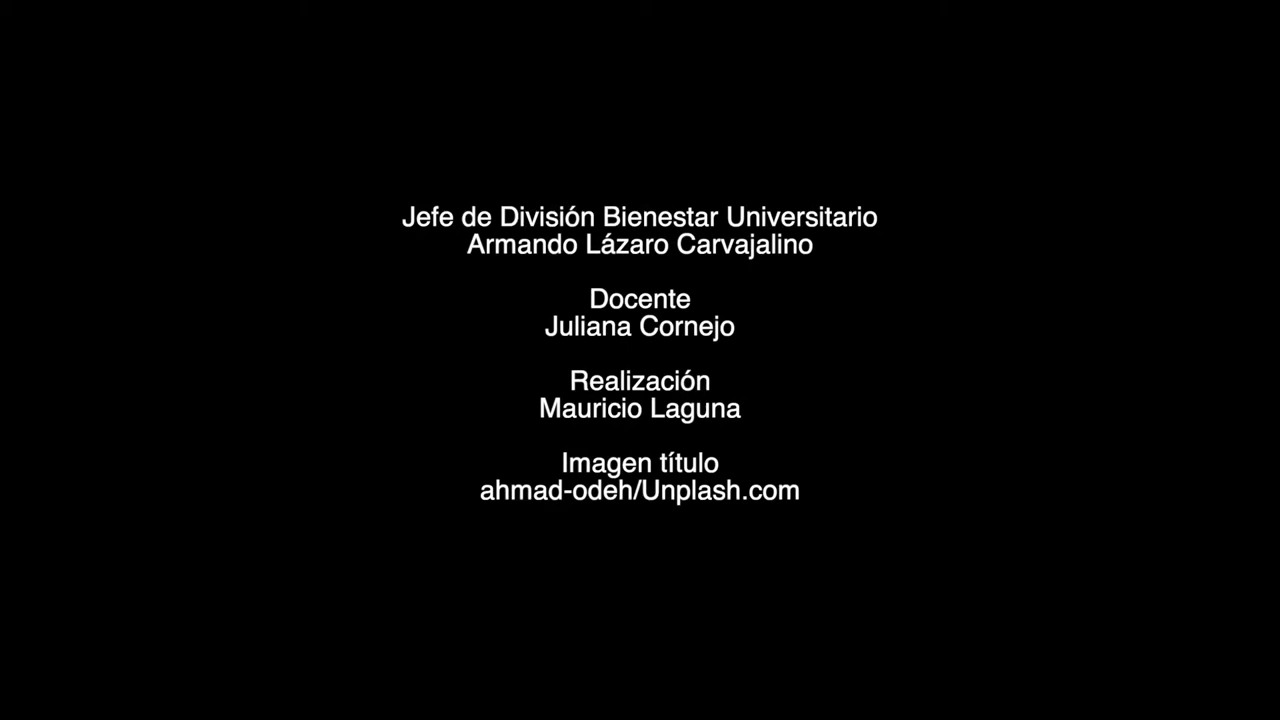 Jefe de División Bienestar Universitario
Armando Lázaro Carvajalino
Docente
Juliana Cornejo
Realización
Mauricio Laguna
Imagen título
ahmad-odeh/Unplash.com